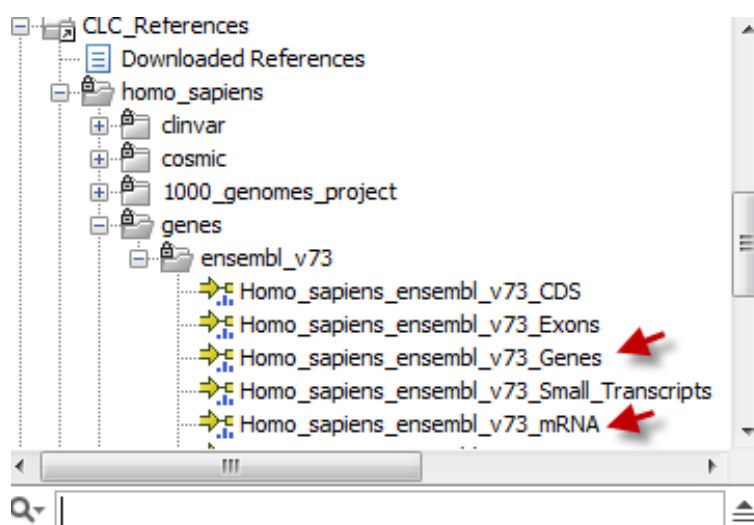 CLC_References
Downloaded References
homo_sapiens
clinvar
cosmic
1000_genomes_project
genes
ensembl_v73
Homo_sapiens_ensembl_v73_CDS
Homo_sapiens_ensembl_v73_Exons
Homo_sapiens_ensembl_v73_Genes
Homo_sapiens_ensembl_v73_Small_Transcripts
Homo_sapiens_ensembl_v73_mRNA